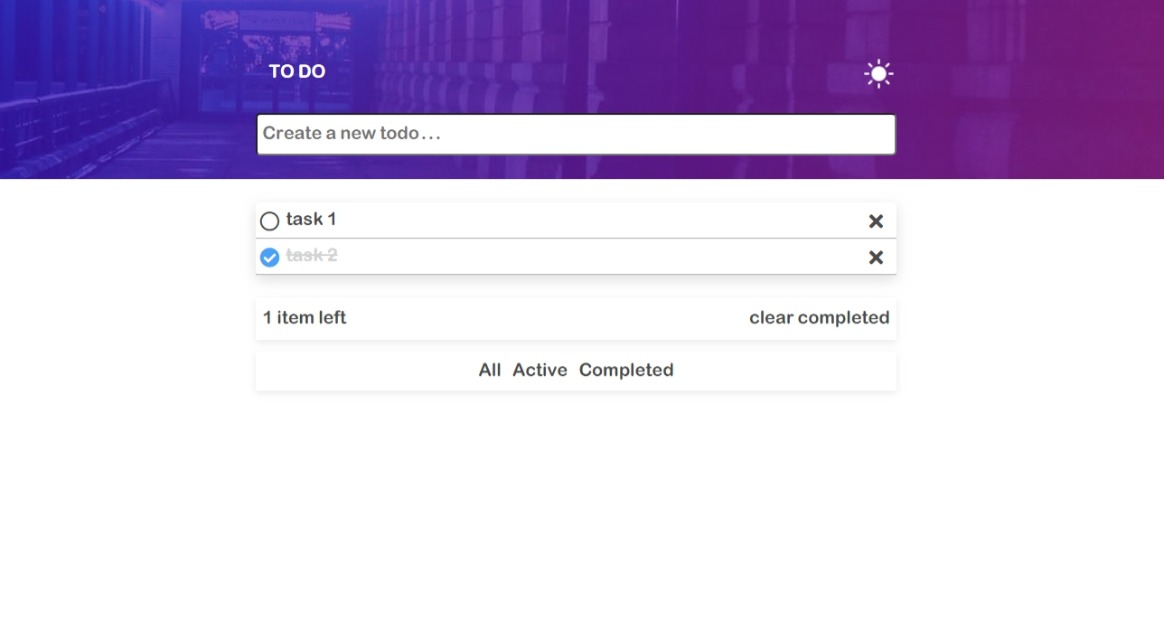 TO DO
Create a new todo...
task 1
task 2
1 item left clear completed
All Active Completed